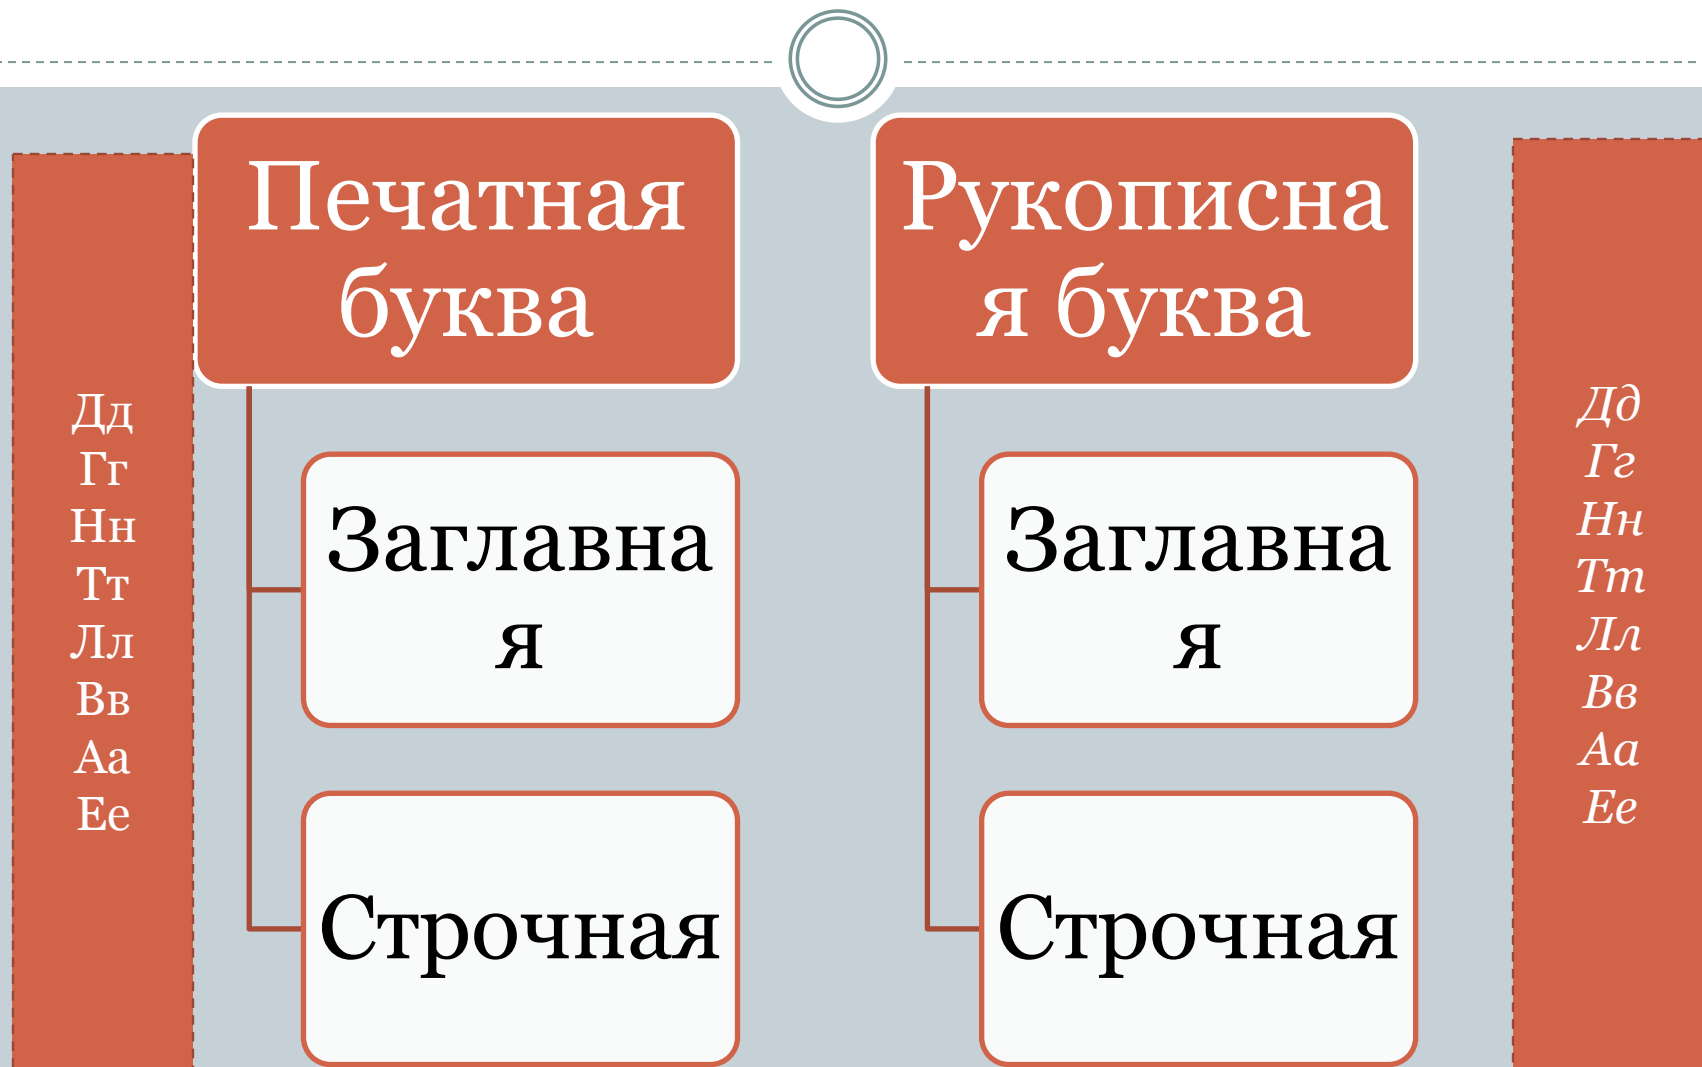 Печатная
буква
Рукописна
я буква
Дд
Гг
Нн
Тт
Лл
Вв
Аа
Ее
Заглавна
я
Строчная
Заглавна
я
Строчная
Дд
Гг
Нн
Тт
Лл
Вв
Аа
Ее